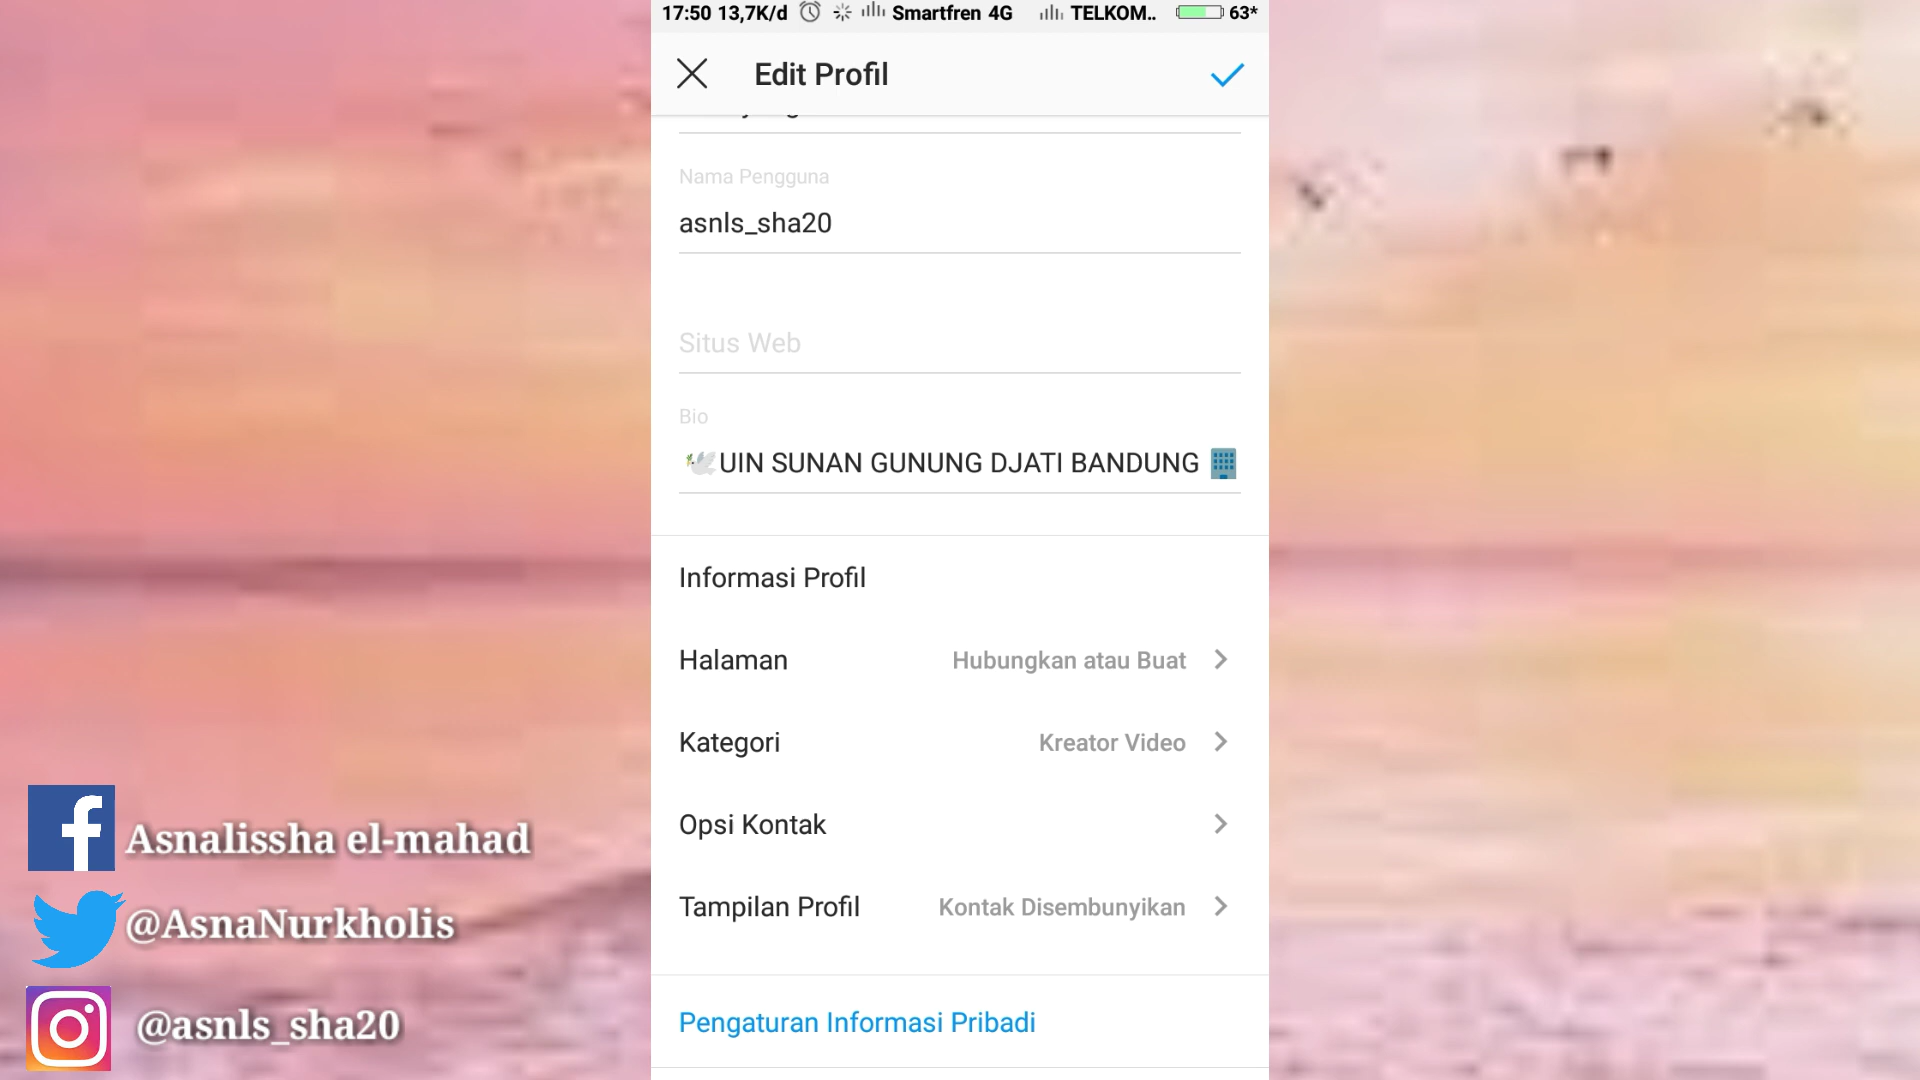 17:50 13,7K/d Smartfren 4G TELKOM.. 63*
Edit Profil
Nama Pengguna
asnls_sha20
Situs Web
Bio
🕊️UIN SUNAN GUNUNG DJATI BANDUNG 🏢
Informasi Profil
Halaman Hubungkan atau Buat
Kategori Kreator Video
Opsi Kontak
Tampilan Profil Kontak Disembunyikan
Pengaturan Informasi Pribadi
Asnalissha el-mahad
@AsnaNurkholis
@asnls_sha20